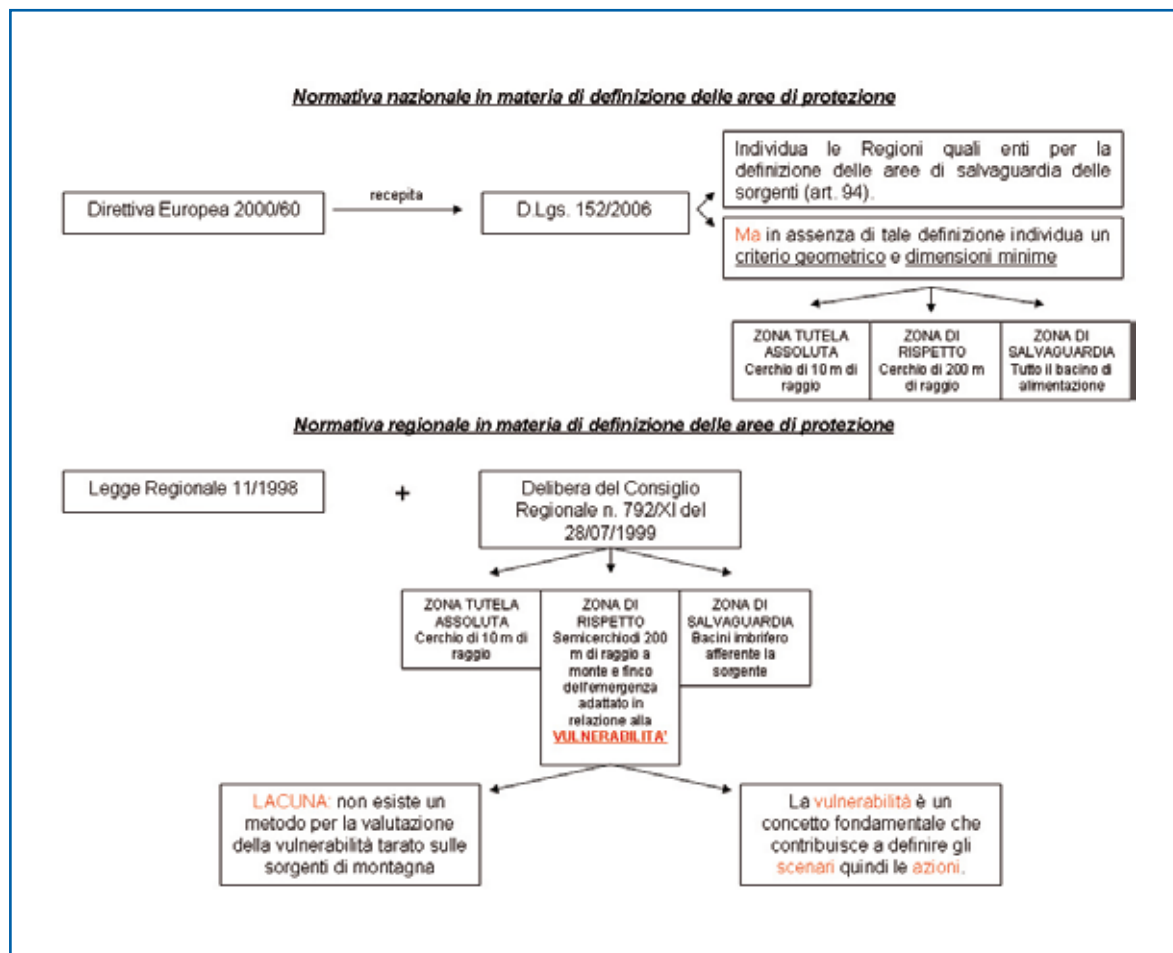 Normativa nazionale in materia di definizione delle aree di protezione
Direttiva Europea 2000/60
recepita
D.Lgs. 152/2006
Individua le Regioni quali enti per la
definizione delle aree di salvaguardia delle
sorgenti (art. 94).
Ma in assenza di tale definizione individua un
criterio geometrico e dimensioni minime
ZONA TUTELA
ASSOLUTA
Cerchio di 10 m di
raggio
ZONA DI
RISPETTO
Cerchio di 200 m
di raggio
ZONA DI
SALVAGUARDIA
Tutto il bacino di
alimentazione
Normativa regionale in materia di definizione delle aree di protezione
Legge Regionale 11/1998
+
Delibera del Consiglio
Regionale n. 792/XI del
28/07/1999
ZONA TUTELA
ASSOLUTA
Cerchio di 10 m di
raggio
ZONA DI
RISPETTO
Semicerchiodi 200
m di raggio a
monte e finco
dell'emergenza
adattato in
relazione alla
VULNERABILITA'
ZONA DI
SALVAGUARDIA
Bacini imbrifero
afferente la
sorgente
LACUNA: non esiste un
metodo per la valutazione
della vulnerabilità tarato sulle
sorgenti di montagna
La vulnerabilità è un
concetto fondamentale che
contribuisce a definire gli
scenari quindi le azioni.